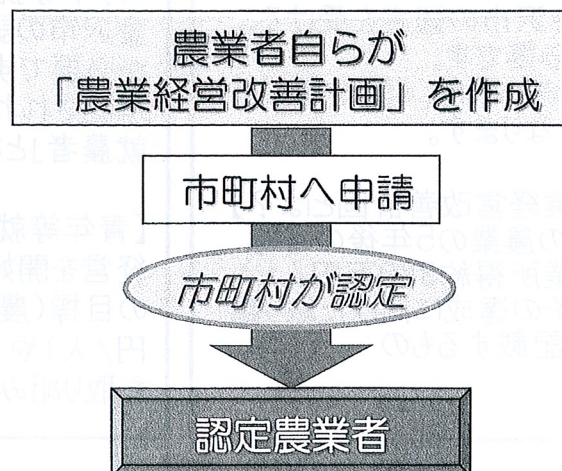 農業者自らが
「農業経営改善計画」を作成
市町村へ申請
市町村が認定
認定農業者